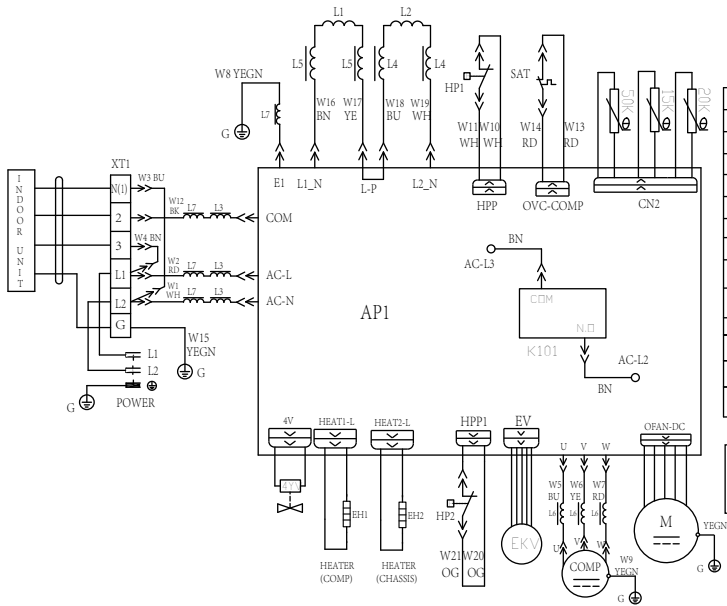 L1
L2
L5
L5
L4
L4
W8 YEGN
L7
G
W16
BN
W17
YE
W18
BU
W19
WH
HP1
W11
WH
W10
WH
SAT
W14
RD
W13
RD
50K
θ
15K
θ
20K
θ
E1
L1_N
L-P
L2_N
HPP
OVC-COMP
CN2
XT1
INDOOR UNIT
N(1)
W3 BU
2
W12
BK
L7
L3
COM
3
W4 BN
L1
W2
RD
L7
L3
AC-L
L2
W1
WH
L7
L3
AC-N
G
W15
YEGN
G
L1
L2
G
POWER
AP1
BN
AC-L3
COM
N.O
K101
AC-L2
BN
4V
HEAT1-L
HEAT2-L
HPP1
EV
U
V
W
OFAN-DC
4YV
EH1
EH2
HP2
W21
OG
W20
OG
HEATER
(COMP)
HEATER
(CHASSIS)
EKV
W5
BU
W6
YE
W7
RD
L6
L6
L6
U
V
W
COMP
W9
YEGN
G
M
YEGN
G